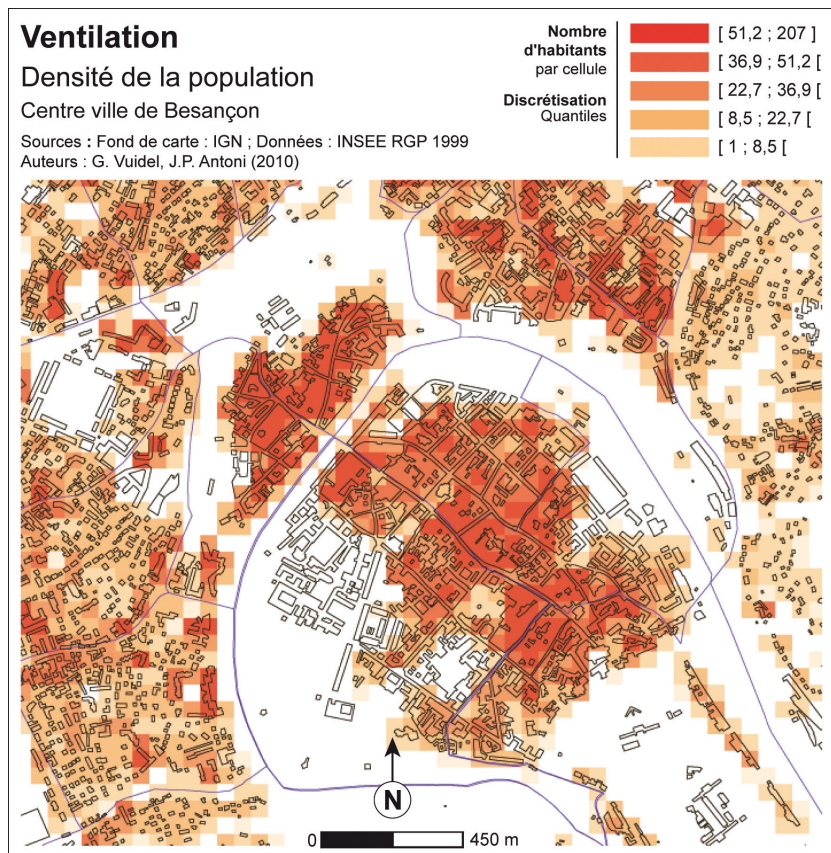 Ventilation
Densité de la population
Centre ville de Besançon
Sources : Fond de carte : IGN ; Données : INSEE RGP 1999
Auteurs : G. Vuidel, J.P. Antoni (2010)
Nombre
d'habitants
par cellule
Discrétisation
Quantiles
[ 51,2 ; 207 ]
[ 36,9 ; 51,2 [
[ 22,7 ; 36,9 [
[ 8,5 ; 22,7 [
[ 1 ; 8,5 [
N
0 450 m